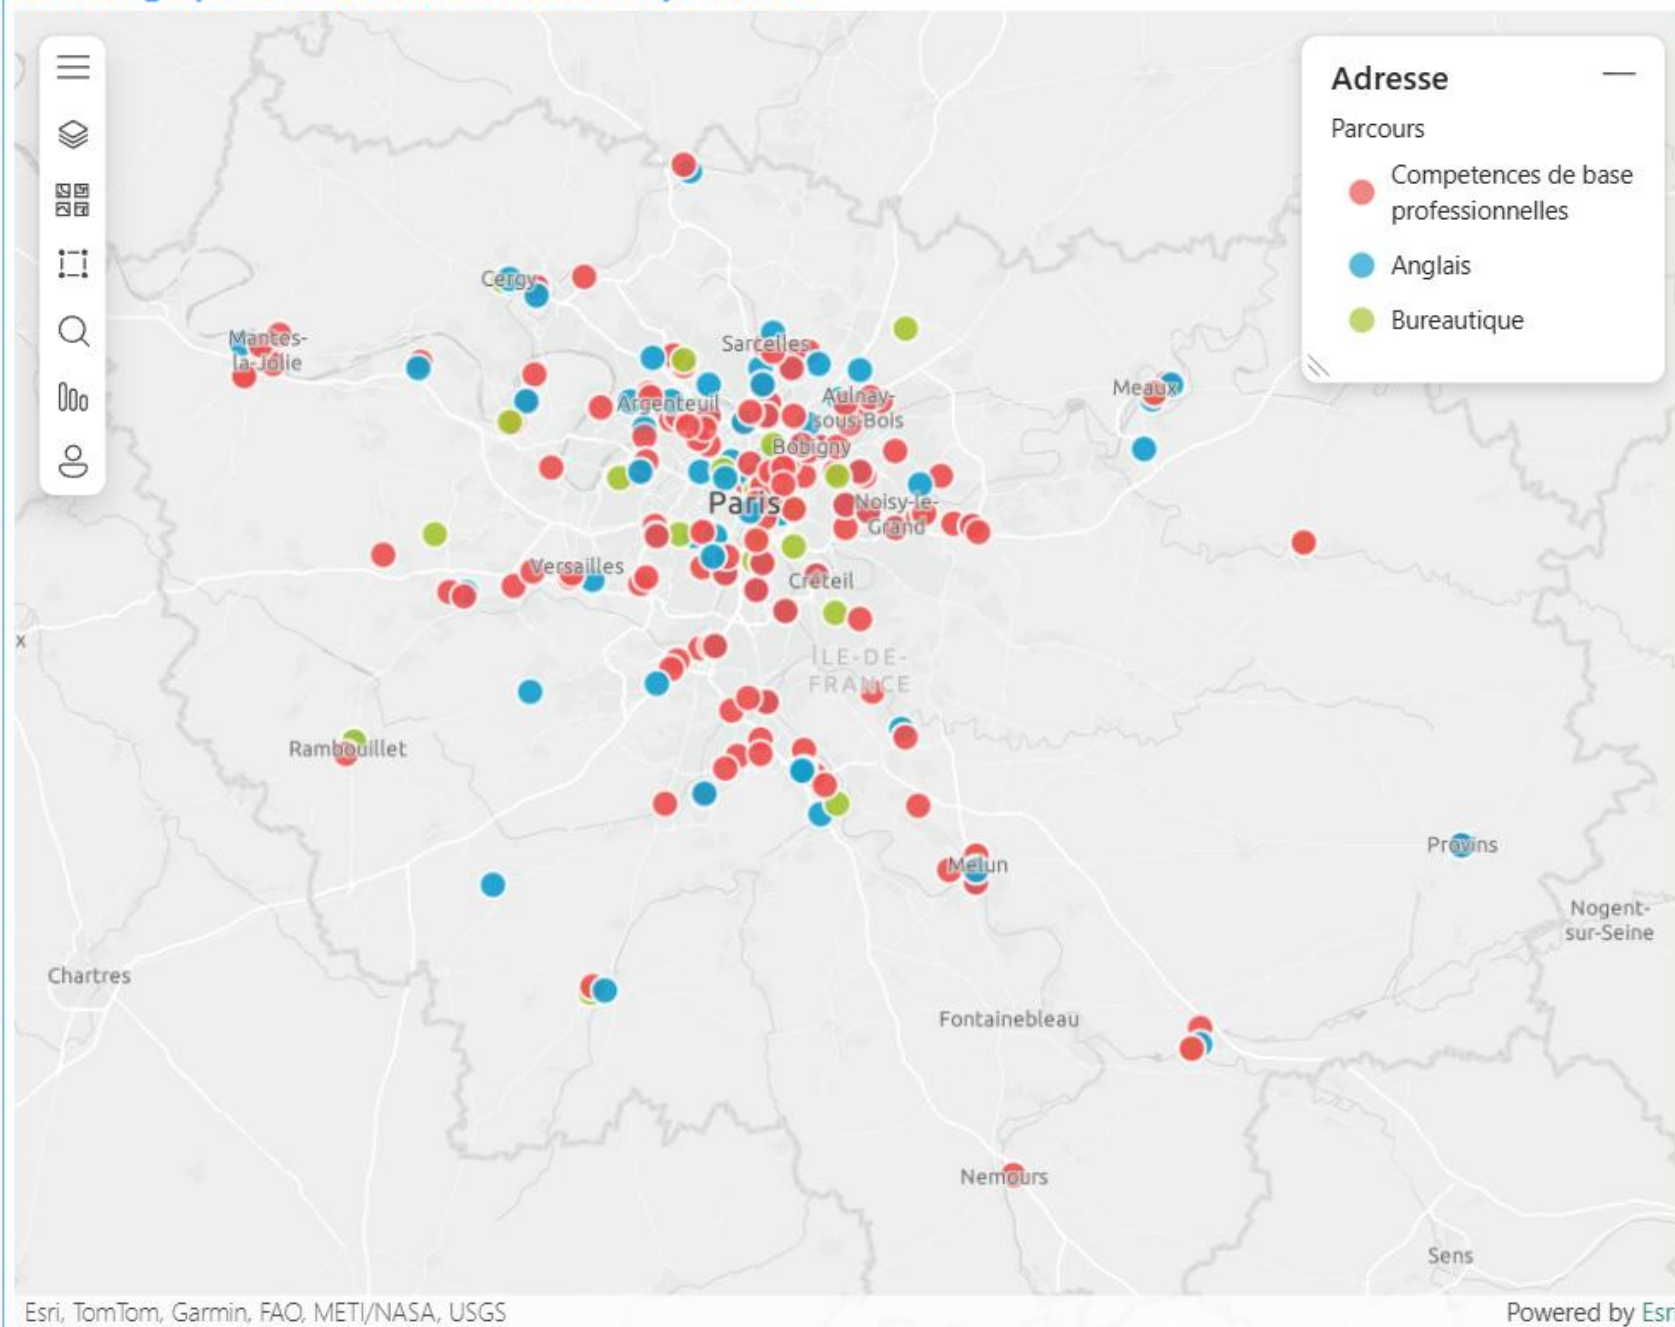 Adresse
Parcours
Competences de base
professionnelles
Anglais
Bureautique
Cergy
Mantes-
la-Jolie
Sarcelles
Meaux
Argenteuil
Aulnay-
sous-Bois
Bobigny
Paris
Noisy-le-
Grand
Versailles
Créteil
x
ÎLE-DE-
FRANCE
Rambouillet
Provins
Melun
Nogent-
sur-Seine
Chartres
Fontainebleau
Nemours
Sens
Esri, TomTom, Garmin, FAO, METI/NASA, USGS
Powered by Esri